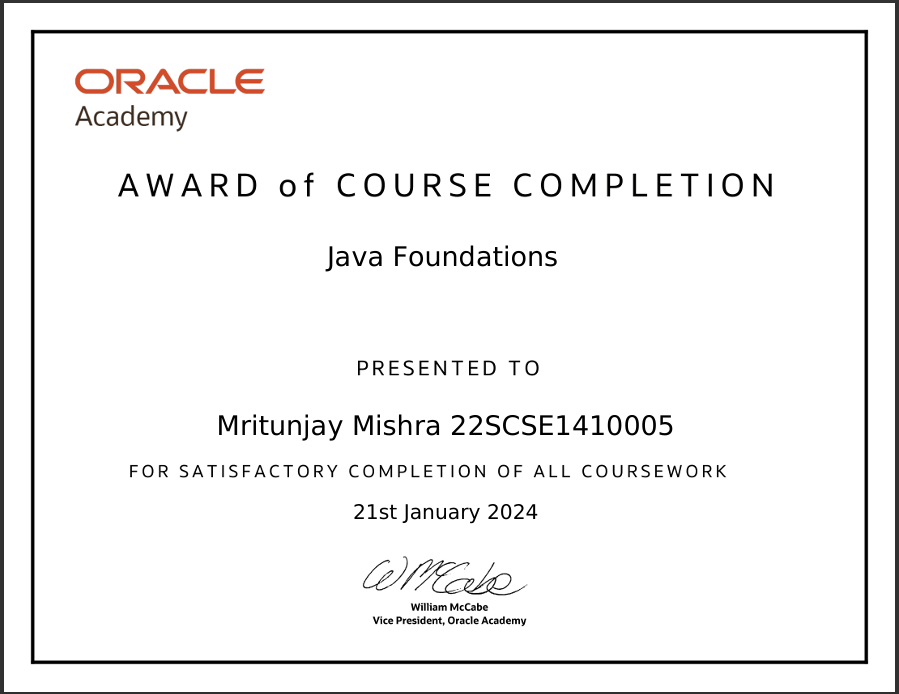 ORACLE
Academy
AWARD of COURSE COMPLETION
Java Foundations
PRESENTED TO
Mritunjay Mishra 22SCSE1410005
FOR SATISFACTORY COMPLETION OF ALL COURSEWORK
21st January 2024
W McCabe
William McCabe
Vice President, Oracle Academy